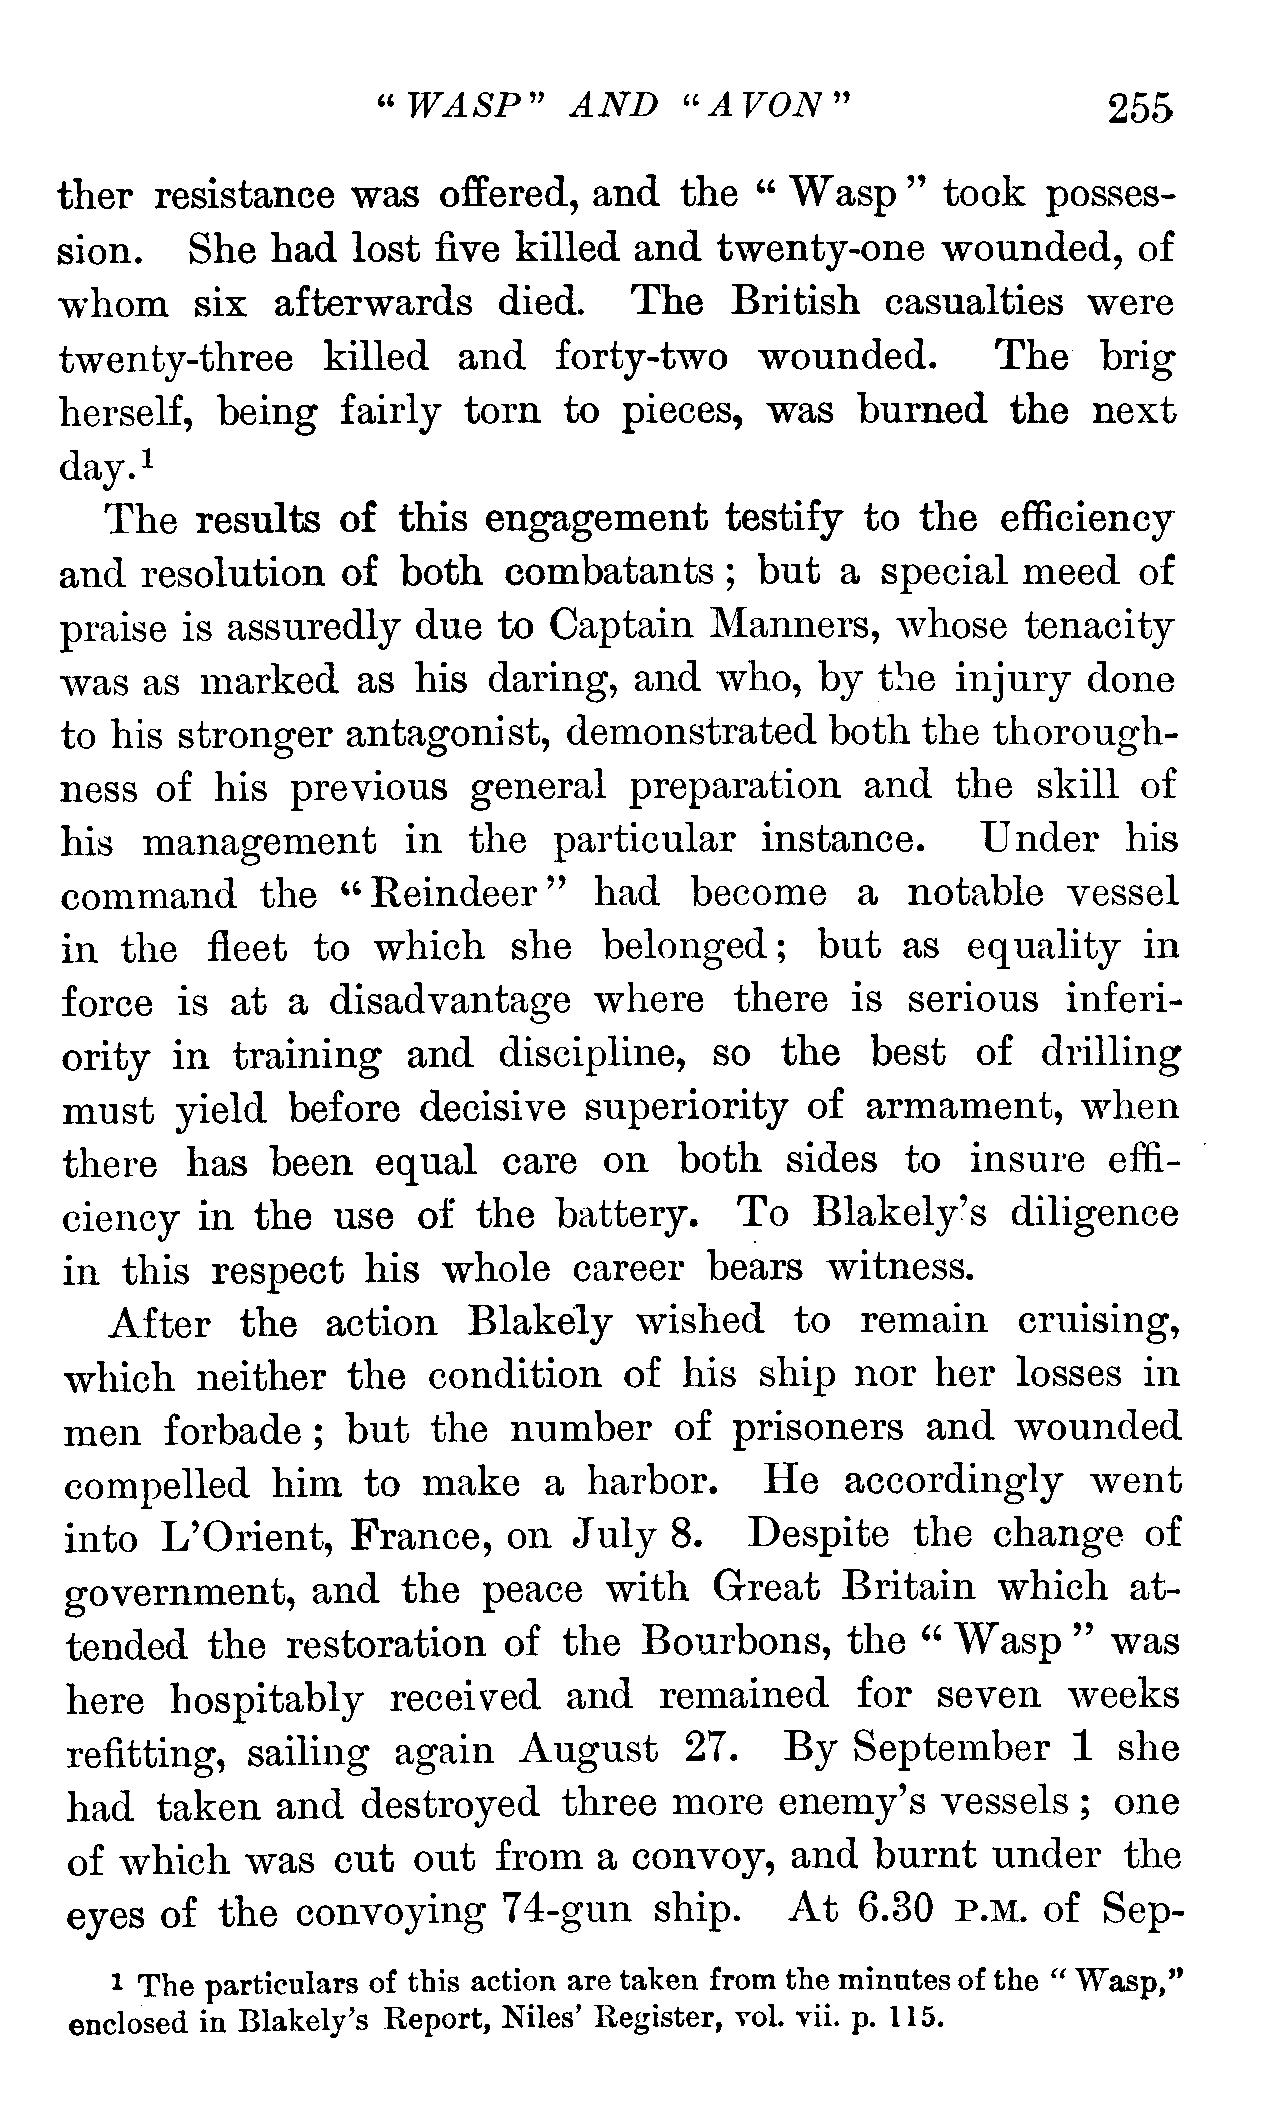 “ WASP” AND “AVON” 255
ther resistance was offered, and the “ Wasp ” took posses-
sion. She had lost five killed and twenty-one wounded, of
whom six afterwards died. The British casualties were
twenty-three killed and forty-two wounded. The brig
herself, being fairly torn to pieces, was burned the next
day.¹
The results of this engagement testify to the efficiency
and resolution of both combatants ; but a special meed of
praise is assuredly due to Captain Manners, whose tenacity
was as marked as his daring, and who, by the injury done
to his stronger antagonist, demonstrated both the thorough-
ness of his previous general preparation and the skill of
his management in the particular instance. Under his
command the “ Reindeer ” had become a notable vessel
in the fleet to which she belonged ; but as equality in
force is at a disadvantage where there is serious inferi-
ority in training and discipline, so the best of drilling
must yield before decisive superiority of armament, when
there has been equal care on both sides to insure effi-
ciency in the use of the battery. To Blakely’s diligence
in this respect his whole career bears witness.
After the action Blakely wished to remain cruising,
which neither the condition of his ship nor her losses in
men forbade ; but the number of prisoners and wounded
compelled him to make a harbor. He accordingly went
into L’Orient, France, on July 8. Despite the change of
government, and the peace with Great Britain which at-
tended the restoration of the Bourbons, the “ Wasp ” was
here hospitably received and remained for seven weeks
refitting, sailing again August 27. By September 1 she
had taken and destroyed three more enemy’s vessels ; one
of which was cut out from a convoy, and burnt under the
eyes of the convoying 74-gun ship. At 6.30 P.M. of Sep-
¹ The particulars of this action are taken from the minutes of the “ Wasp,”
enclosed in Blakely’s Report, Niles’ Register, vol. vii. p. 115.